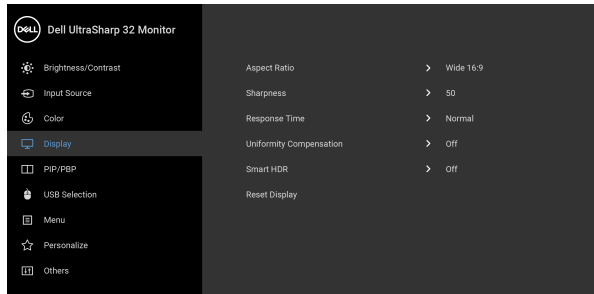 DELL Dell UltraSharp 32 Monitor
Brightness/Contrast
Input Source
Color
Display
PIP/PBP
USB Selection
Menu
Personalize
Others
Aspect Ratio > Wide 16:9
Sharpness > 50
Response Time > Normal
Uniformity Compensation > Off
Smart HDR > Off
Reset Display